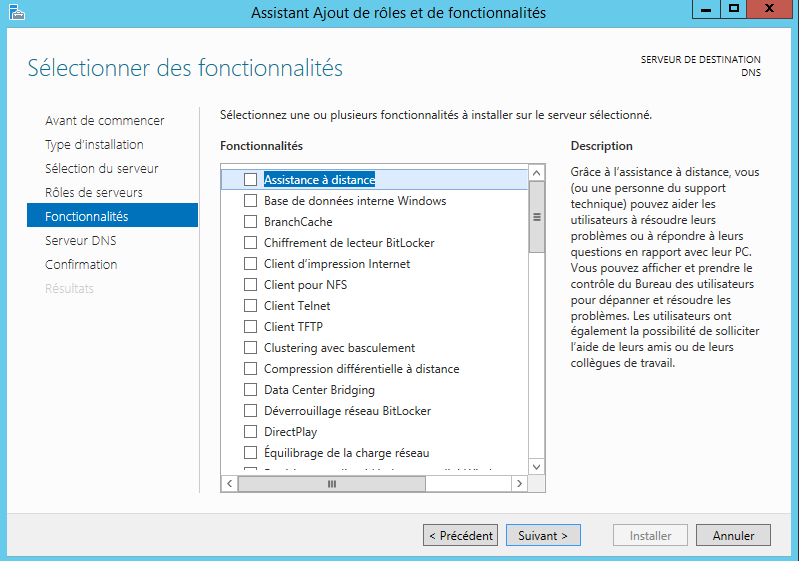 Assistant Ajout de rôles et de fonctionnalités
Sélectionner des fonctionnalités
SERVEUR DE DESTINATION
DNS
Avant de commencer
Type d'installation
Sélection du serveur
Rôles de serveurs
Fonctionnalités
Serveur DNS
Confirmation
Résultats
Sélectionnez une ou plusieurs fonctionnalités à installer sur le serveur sélectionné.
Fonctionnalités
Assistance à distance
Base de données interne Windows
BranchCache
Chiffrement de lecteur BitLocker
Client d'impression Internet
Client pour NFS
Client Telnet
Client TFTP
Clustering avec basculement
Compression différentielle à distance
Data Center Bridging
Déverrouillage réseau BitLocker
DirectPlay
Équilibrage de la charge réseau
Description
Grâce à l'assistance à distance, vous
(ou une personne du support
technique) pouvez aider les
utilisateurs à résoudre leurs
problèmes ou à répondre à leurs
questions en rapport avec leur PC.
Vous pouvez afficher et prendre le
contrôle du Bureau des utilisateurs
pour dépanner et résoudre les
problèmes. Les utilisateurs ont
également la possibilité de solliciter
l'aide de leurs amis ou de leurs
collègues de travail.
< Précédent
Suivant >
Installer
Annuler